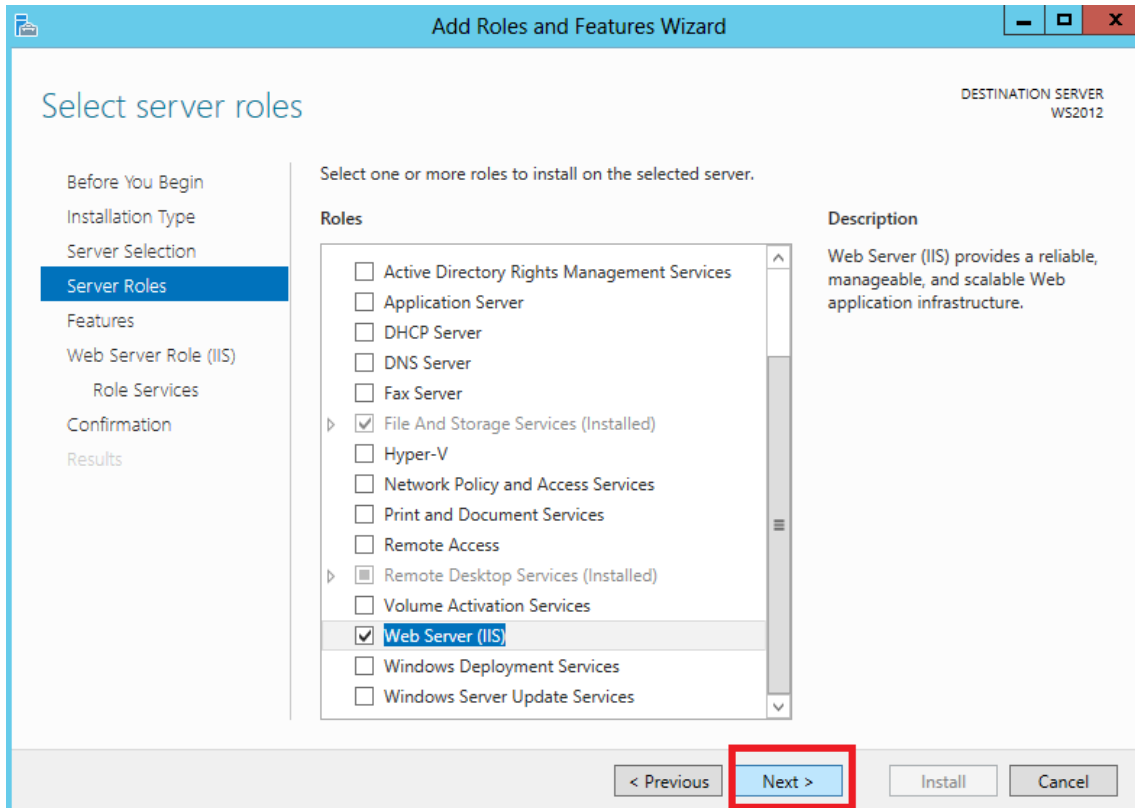 Add Roles and Features Wizard
Select server roles
DESTINATION SERVER
WS2012
Before You Begin
Installation Type
Server Selection
Server Roles
Features
Web Server Role (IIS)
Role Services
Confirmation
Results
Select one or more roles to install on the selected server.
Roles
Active Directory Rights Management Services
Application Server
DHCP Server
DNS Server
Fax Server
File And Storage Services (Installed)
Hyper-V
Network Policy and Access Services
Print and Document Services
Remote Access
Remote Desktop Services (Installed)
Volume Activation Services
Web Server (IIS)
Windows Deployment Services
Windows Server Update Services
Description
Web Server (IIS) provides a reliable,
manageable, and scalable Web
application infrastructure.
< Previous
Next >
Install
Cancel